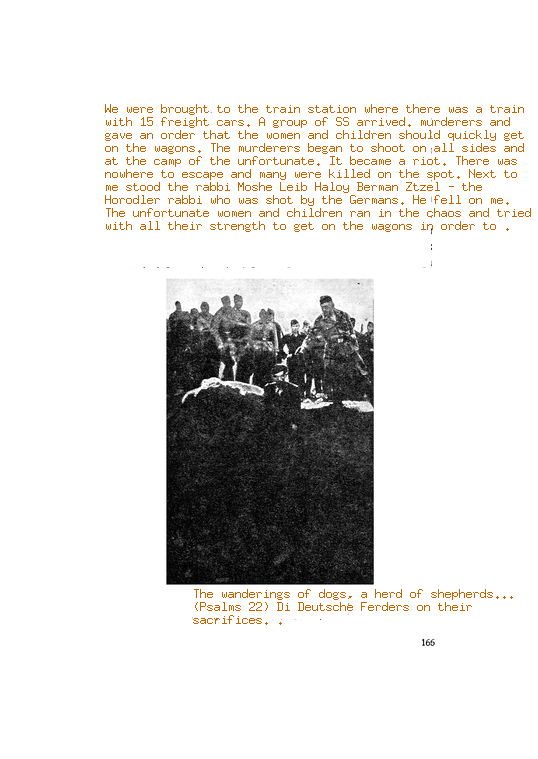 We were brought to the train station where there was a train
with 15 freight cars. A group of SS arrived. murderers and
gave an order that the women and children should quickly get
on the wagons. The murderers began to shoot on all sides and
at the camp of the unfortunate. It became a riot. There was
nowhere to escape and many were killed on the spot. Next to
me stood the rabbi Moshe Leib Haloy Berman Ztzel - the
Horodler rabbi who was shot by the Germans. He fell on me.
The unfortunate women and children ran in the chaos and tried
with all their strength to get on the wagons in order to .
The wanderings of dogs, a herd of shepherds...
(Psalms 22) Di Deutsche Ferders on their
sacrifices. .
166